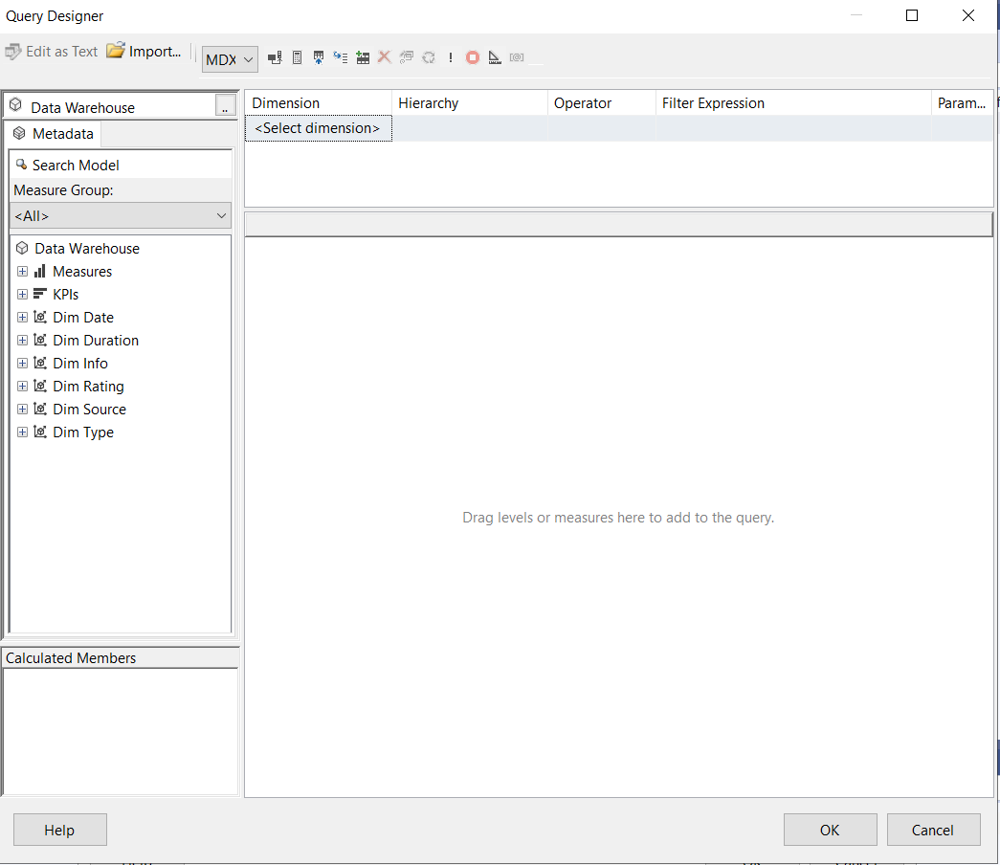 Query Designer
Edit as Text Import... MDX
Data Warehouse ..
Metadata
Search Model
Measure Group:
<All>
Data Warehouse
Measures
KPIs
Dim Date
Dim Duration
Dim Info
Dim Rating
Dim Source
Dim Type
Calculated Members
Dimension Hierarchy Operator Filter Expression Param...
<Select dimension>
Drag levels or measures here to add to the query.
Help OK Cancel